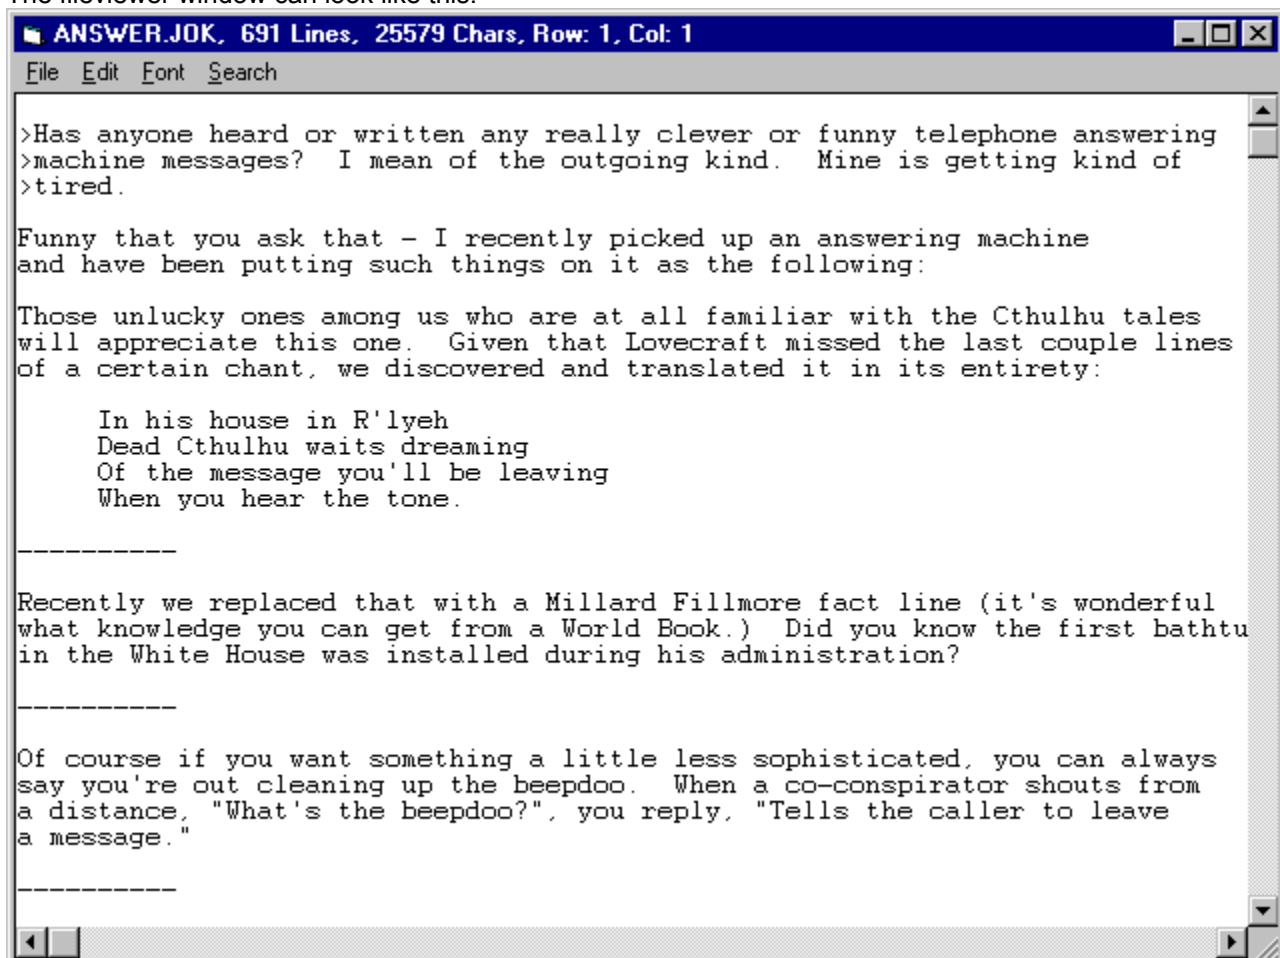 The fileviewer window can look like this:
ANSWER.JOK, 691 Lines, 25579 Chars, Row: 1, Col: 1
File Edit Font Search
>Has anyone heard or written any really clever or funny telephone answering
>machine messages?  I mean of the outgoing kind.  Mine is getting kind of
>tired.
Funny that you ask that – I recently picked up an answering machine
and have been putting such things on it as the following:
Those unlucky ones among us who are at all familiar with the Cthulhu tales
will appreciate this one.  Given that Lovecraft missed the last couple lines
of a certain chant, we discovered and translated it in its entirety:
In his house in R'lyeh
Dead Cthulhu waits dreaming
Of the message you'll be leaving
When you hear the tone.
----------
Recently we replaced that with a Millard Fillmore fact line (it's wonderful
what knowledge you can get from a World Book.)  Did you know the first bathtu
in the White House was installed during his administration?
----------
Of course if you want something a little less sophisticated, you can always
say you're out cleaning up the beepdoo.  When a co-conspirator shouts from
a distance, "What's the beepdoo?", you reply, "Tells the caller to leave
a message."
----------